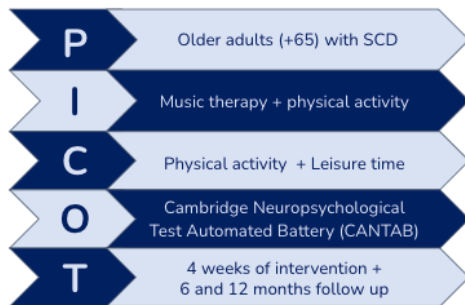 P
Older adults (+65) with SCD
I
Music therapy + physical activity
C
Physical activity + Leisure time
O
Cambridge Neuropsychological
Test Automated Battery (CANTAB)
T
4 weeks of intervention +
6 and 12 months follow up